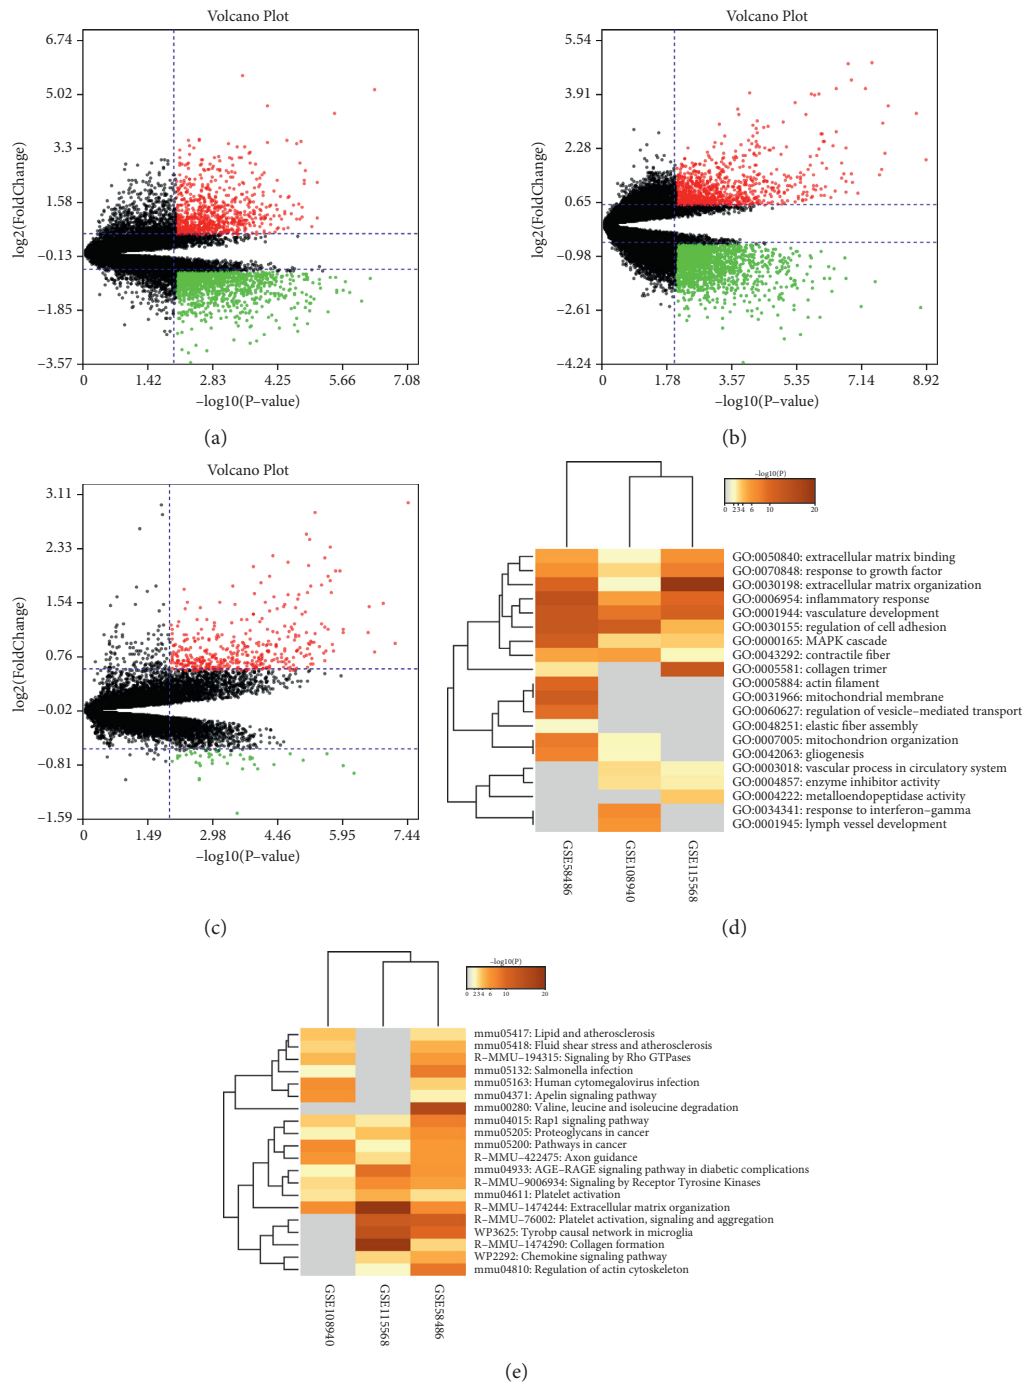 Volcano Plot
6.74
5.02
3.3
1.58
−0.13
−1.85
−3.57
log2(FoldChange)
0 1.42 2.83 4.25 5.66 7.08
−log10(P−value)
(a)
Volcano Plot
5.54
3.91
2.28
0.65
−0.98
−2.61
−4.24
log2(FoldChange)
0 1.78 3.57 5.35 7.14 8.92
−log10(P−value)
(b)
Volcano Plot
3.11
2.33
1.54
0.76
−0.02
−0.81
−1.59
log2(FoldChange)
0 1.49 2.98 4.46 5.95 7.44
−log10(P−value)
(c)
−log10(P)
0 2 3 4 6 10 20
GO:0050840: extracellular matrix binding
GO:0070848: response to growth factor
GO:0030198: extracellular matrix organization
GO:0006954: inflammatory response
GO:0001944: vasculature development
GO:0030155: regulation of cell adhesion
GO:0000165: MAPK cascade
GO:0043292: contractile fiber
GO:0005581: collagen trimer
GO:0005884: actin filament
GO:0031966: mitochondrial membrane
GO:0060627: regulation of vesicle−mediated transport
GO:0048251: elastic fiber assembly
GO:0007005: mitochondrion organization
GO:0042063: gliogenesis
GO:0003018: vascular process in circulatory system
GO:0004857: enzyme inhibitor activity
GO:0004222: metalloendopeptidase activity
GO:0034341: response to interferon−gamma
GO:0001945: lymph vessel development
GSE58486
GSE108940
GSE115568
(d)
−log10(P)
0 2 3 4 6 10 20
mmu05417: Lipid and atherosclerosis
mmu05418: Fluid shear stress and atherosclerosis
R−MMU−194315: Signaling by Rho GTPases
mmu05132: Salmonella infection
mmu05163: Human cytomegalovirus infection
mmu04371: Apelin signaling pathway
mmu00280: Valine, leucine and isoleucine degradation
mmu04015: Rap1 signaling pathway
mmu05205: Proteoglycans in cancer
mmu05200: Pathways in cancer
R−MMU−422475: Axon guidance
mmu04933: AGE−RAGE signaling pathway in diabetic complications
R−MMU−9006934: Signaling by Receptor Tyrosine Kinases
mmu04611: Platelet activation
R−MMU−1474244: Extracellular matrix organization
R−MMU−76002: Platelet activation, signaling and aggregation
WP3625: Tyrobp causal network in microglia
R−MMU−1474290: Collagen formation
WP2292: Chemokine signaling pathway
mmu04810: Regulation of actin cytoskeleton
GSE108940
GSE115568
GSE58486
(e)